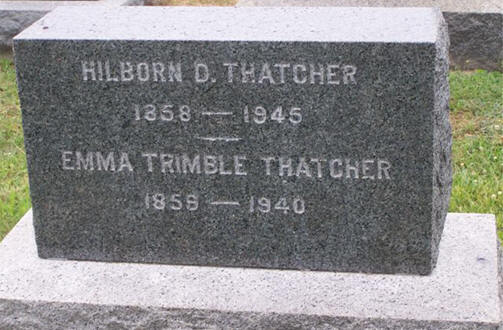 HILBORN D. THATCHER
1858 — 1945
EMMA TRIMBLE THATCHER
1859 — 1940